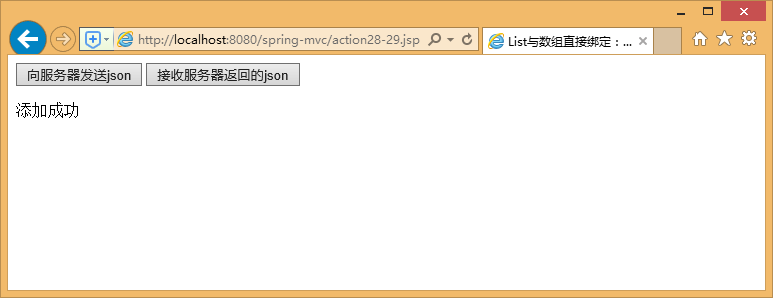 http://localhost:8080/spring-mvc/action28-29.jsp
List与数组直接绑定：...
向服务器发送json
接收服务器返回的json
添加成功